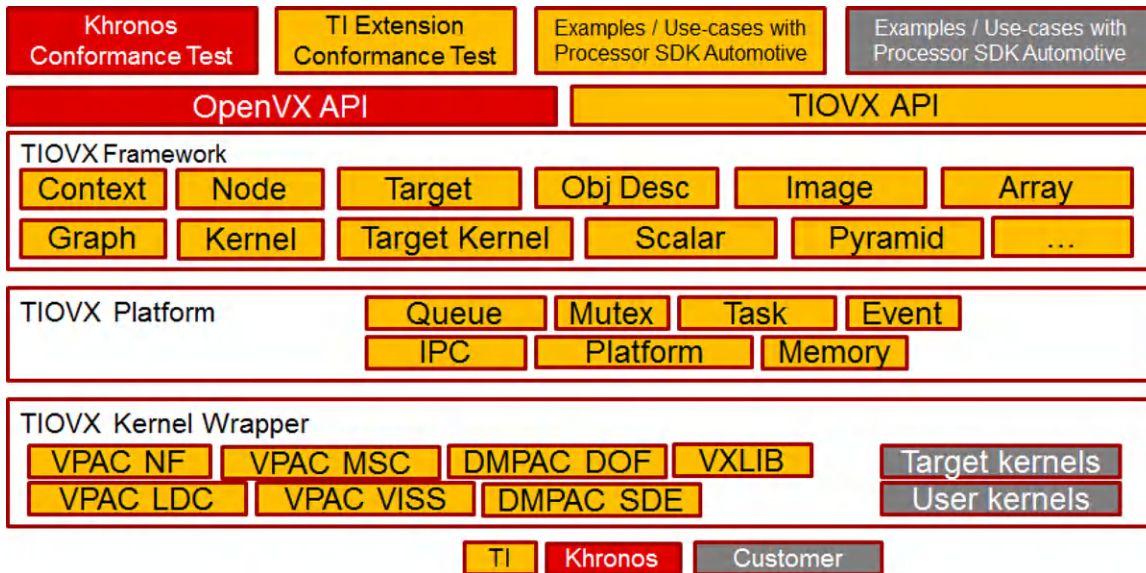 Khronos
Conformance Test
TI Extension
Conformance Test
Examples / Use-cases with
Processor SDK Automotive
Examples / Use-cases with
Processor SDK Automotive
OpenVX API
TIOVX API
TIOVX Framework
Context
Node
Target
Obj Desc
Image
Array
Graph
Kernel
Target Kernel
Scalar
Pyramid
...
TIOVX Platform
Queue
Mutex
Task
Event
IPC
Platform
Memory
TIOVX Kernel Wrapper
VPAC NF
VPAC MSC
DMPAC DOF
VXLIB
Target kernels
VPAC LDC
VPAC VISS
DMPAC SDE
User kernels
TI
Khronos
Customer